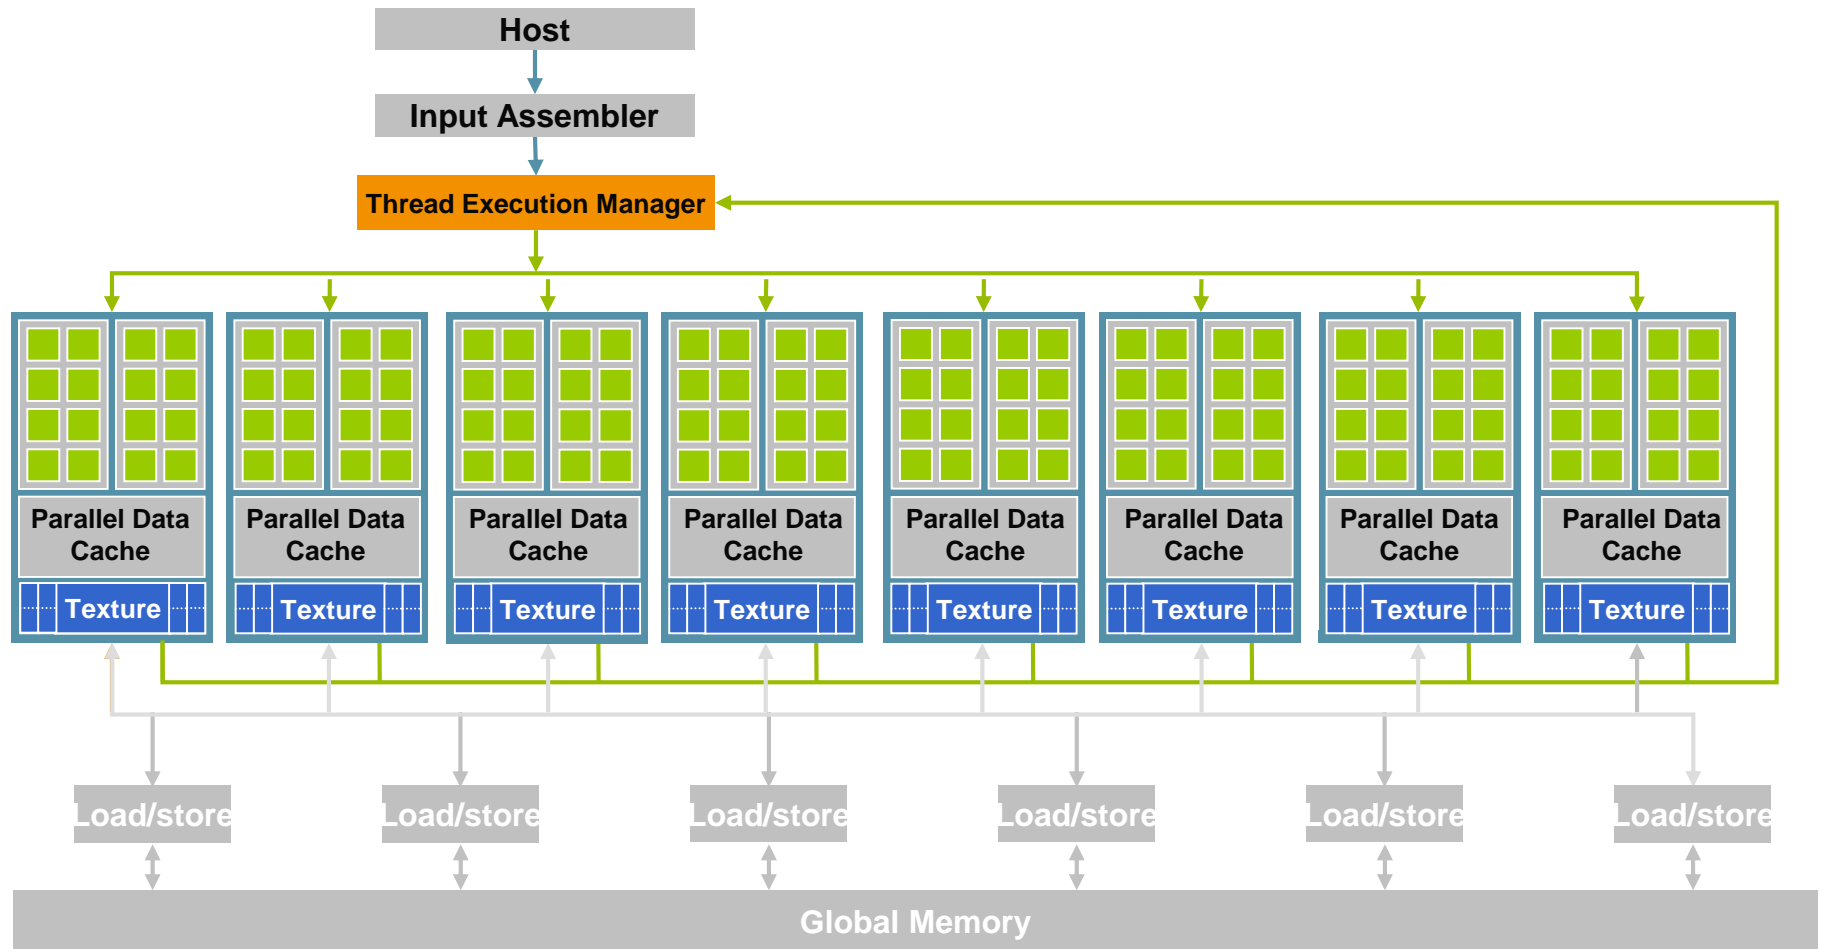 Host
Input Assembler
Thread Execution Manager
Parallel Data
Cache
Parallel Data
Cache
Parallel Data
Cache
Parallel Data
Cache
Parallel Data
Cache
Parallel Data
Cache
Parallel Data
Cache
Parallel Data
Cache
Texture
Texture
Texture
Texture
Texture
Texture
Texture
Texture
Load/store
Load/store
Load/store
Load/store
Load/store
Load/store
Global Memory